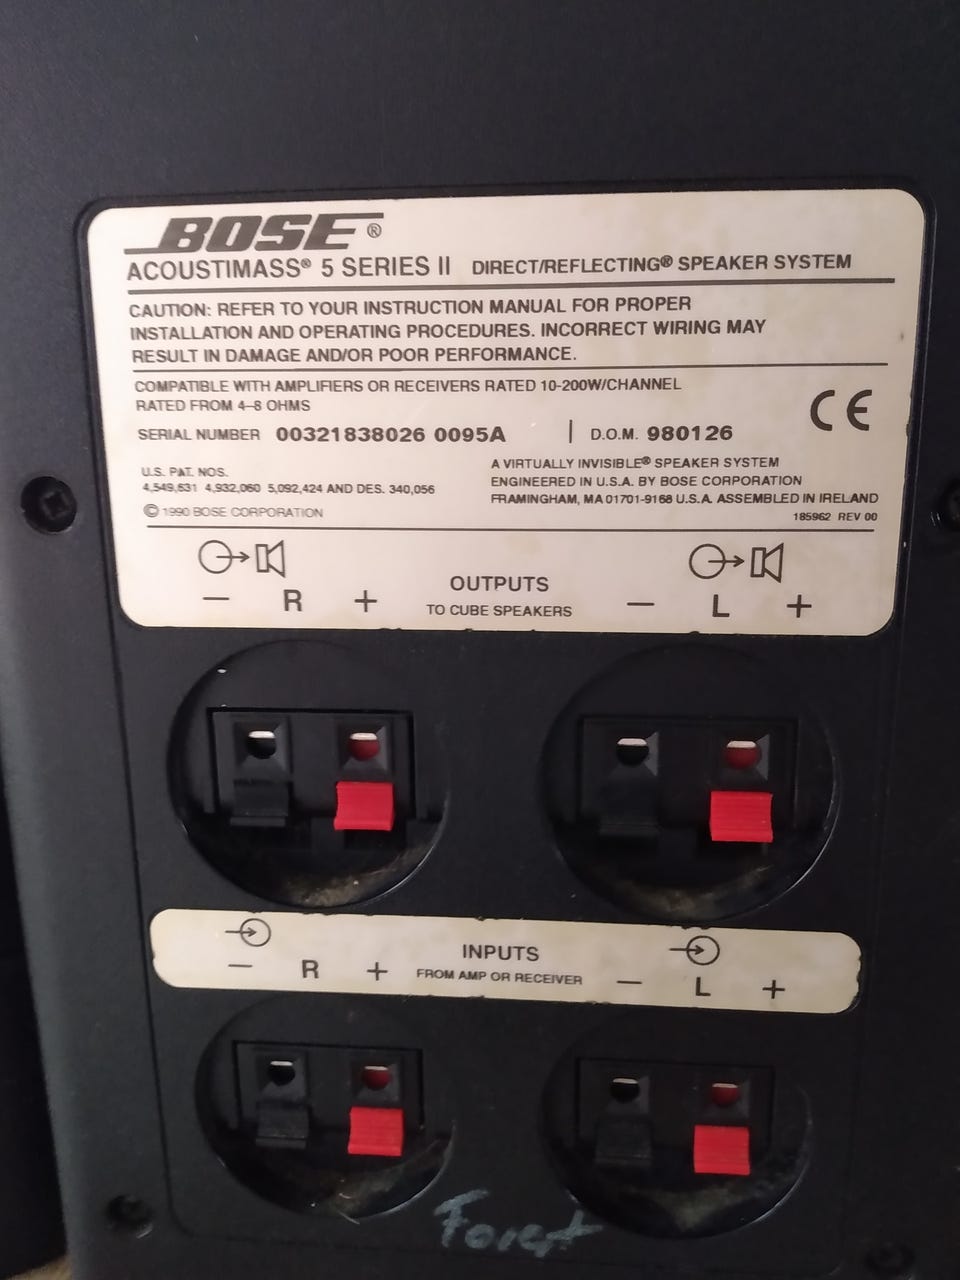 BOSE®
ACOUSTIMASS® 5 SERIES II DIRECT/REFLECTING® SPEAKER SYSTEM
CAUTION: REFER TO YOUR INSTRUCTION MANUAL FOR PROPER
INSTALLATION AND OPERATING PROCEDURES. INCORRECT WIRING MAY
RESULT IN DAMAGE AND/OR POOR PERFORMANCE.
COMPATIBLE WITH AMPLIFIERS OR RECEIVERS RATED 10-200W/CHANNEL
RATED FROM 4–8 OHMS
CE
SERIAL NUMBER 00321838026 0095A | D.O.M. 980126
U.S. PAT. NOS.
4,549,631 4,932,060 5,092,424 AND DES. 340,056
© 1990 BOSE CORPORATION
A VIRTUALLY INVISIBLE® SPEAKER SYSTEM
ENGINEERED IN U.S.A. BY BOSE CORPORATION
FRAMINGHAM, MA 01701-9168 U.S.A. ASSEMBLED IN IRELAND
185962 REV 00
OUTPUTS
− R + TO CUBE SPEAKERS − L +
INPUTS
− R + FROM AMP OR RECEIVER − L +